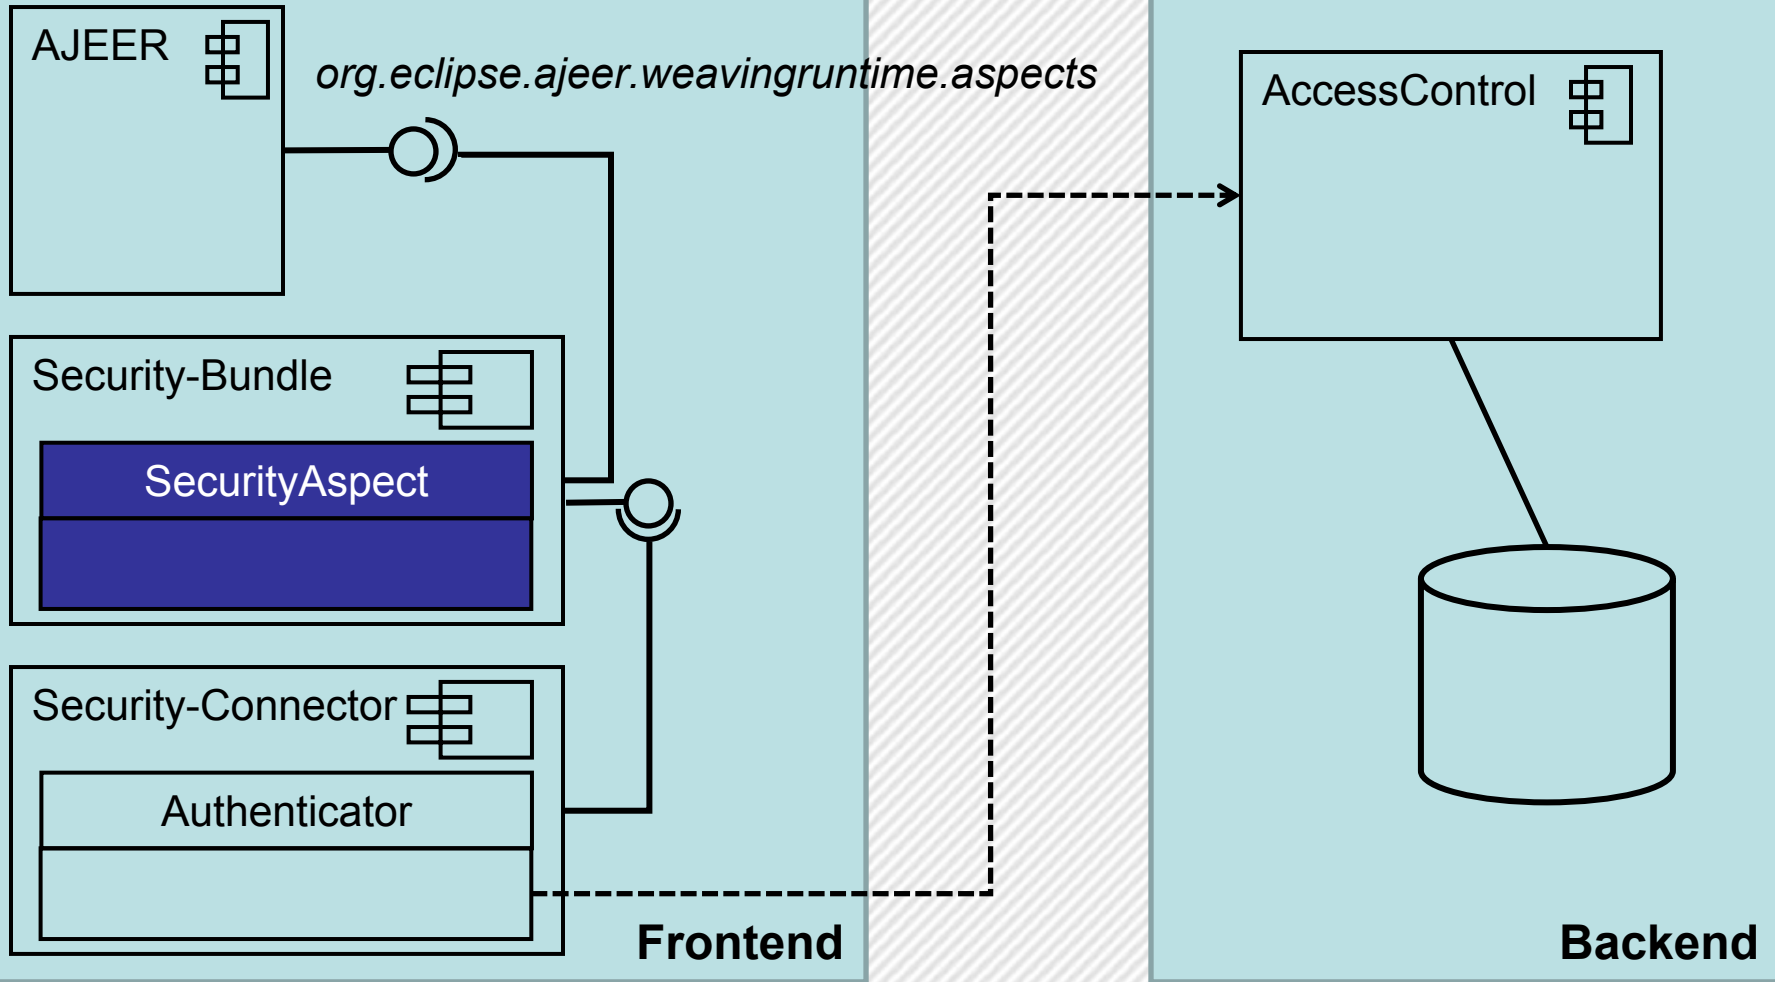 AJEER
org.eclipse.ajeer.weavingruntime.aspects
AccessControl
Security-Bundle
SecurityAspect
Security-Connector
Authenticator
Frontend
Backend